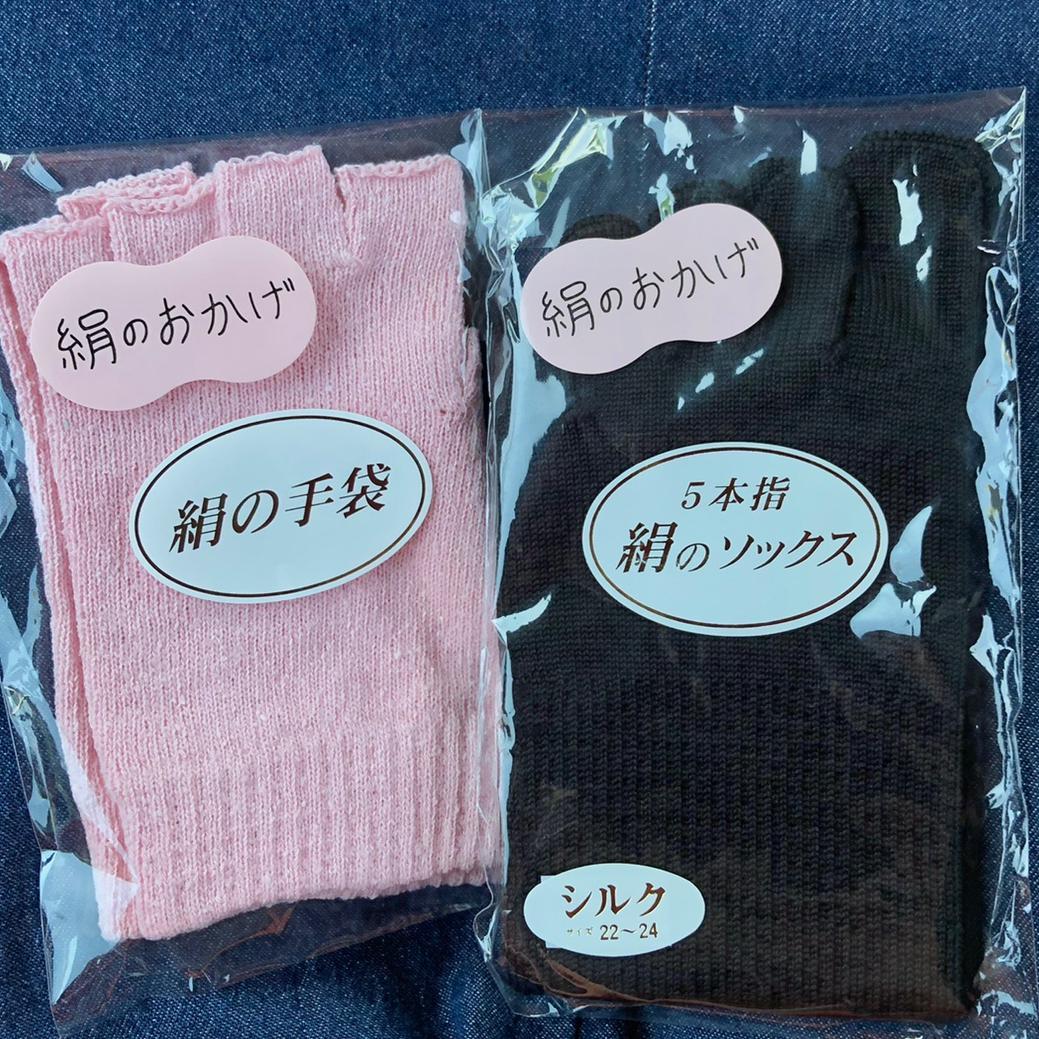 絹のおかげ
絹の手袋
絹のおかげ
5本指
絹のソックス
シルク
サイズ 22〜24